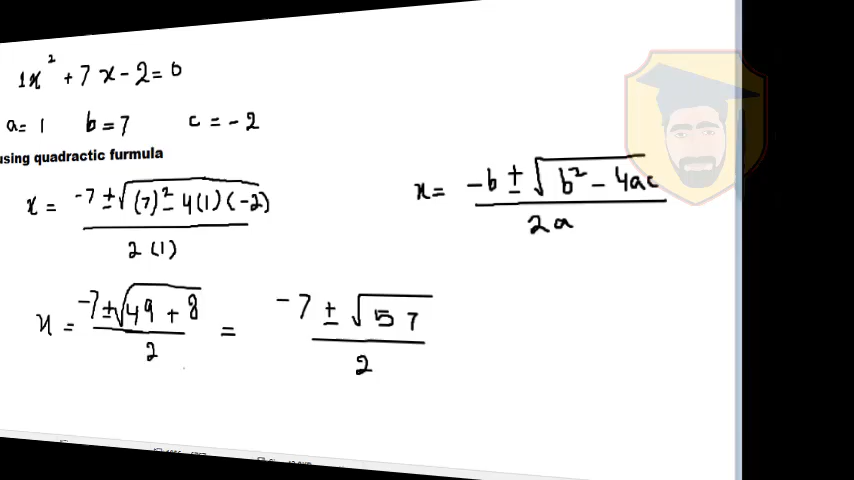 1x² + 7x - 2 = 0
a = 1 b = 7 c = - 2
using quadractic furmula
x = -7 ± √(7)² - 4(1)(-2) / 2(1)
x = -b ± √b² - 4ac / 2a
x = -7 ± √49 + 8 / 2 = -7 ± √57 / 2